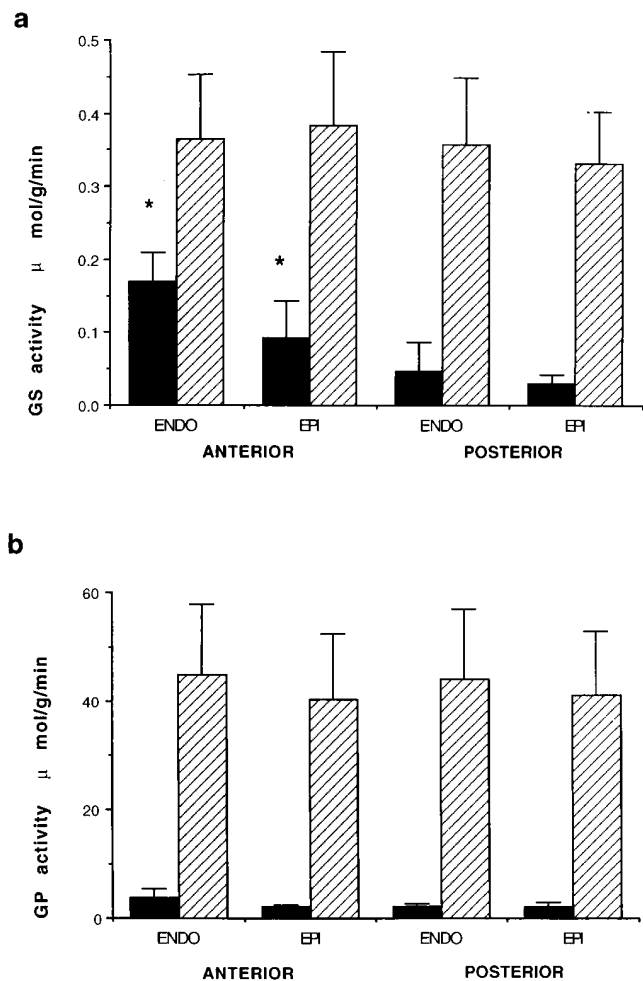 a
GS activity μ mol/g/min
0.5
0.4
0.3
0.2
0.1
0.0
*
*
ENDO EPI ENDO EPI
ANTERIOR POSTERIOR
b
GP activity μ mol/g/min
60
40
20
0
ENDO EPI ENDO EPI
ANTERIOR POSTERIOR